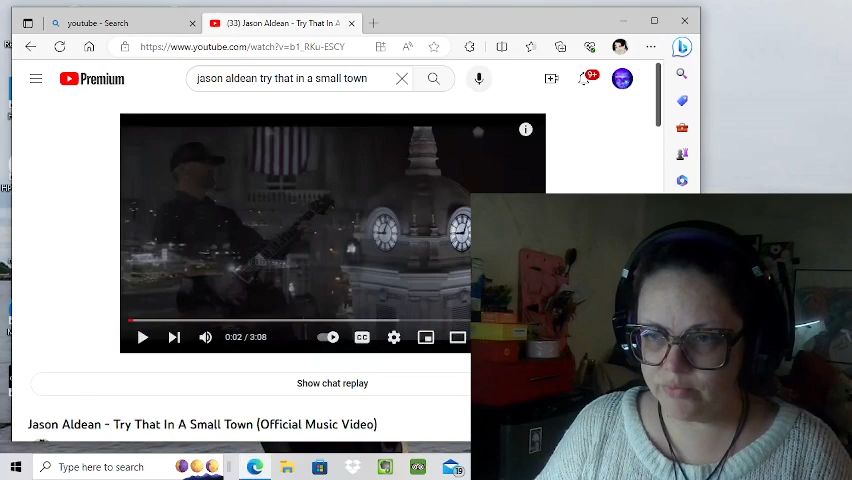 youtube - Search
(33) Jason Aldean - Try That In A
https://www.youtube.com/watch?v=b1_RKu-ESCY
Premium
jason aldean try that in a small town
9+
0:02 / 3:08
CC
Show chat replay
Jason Aldean - Try That In A Small Town (Official Music Video)
Type here to search
19